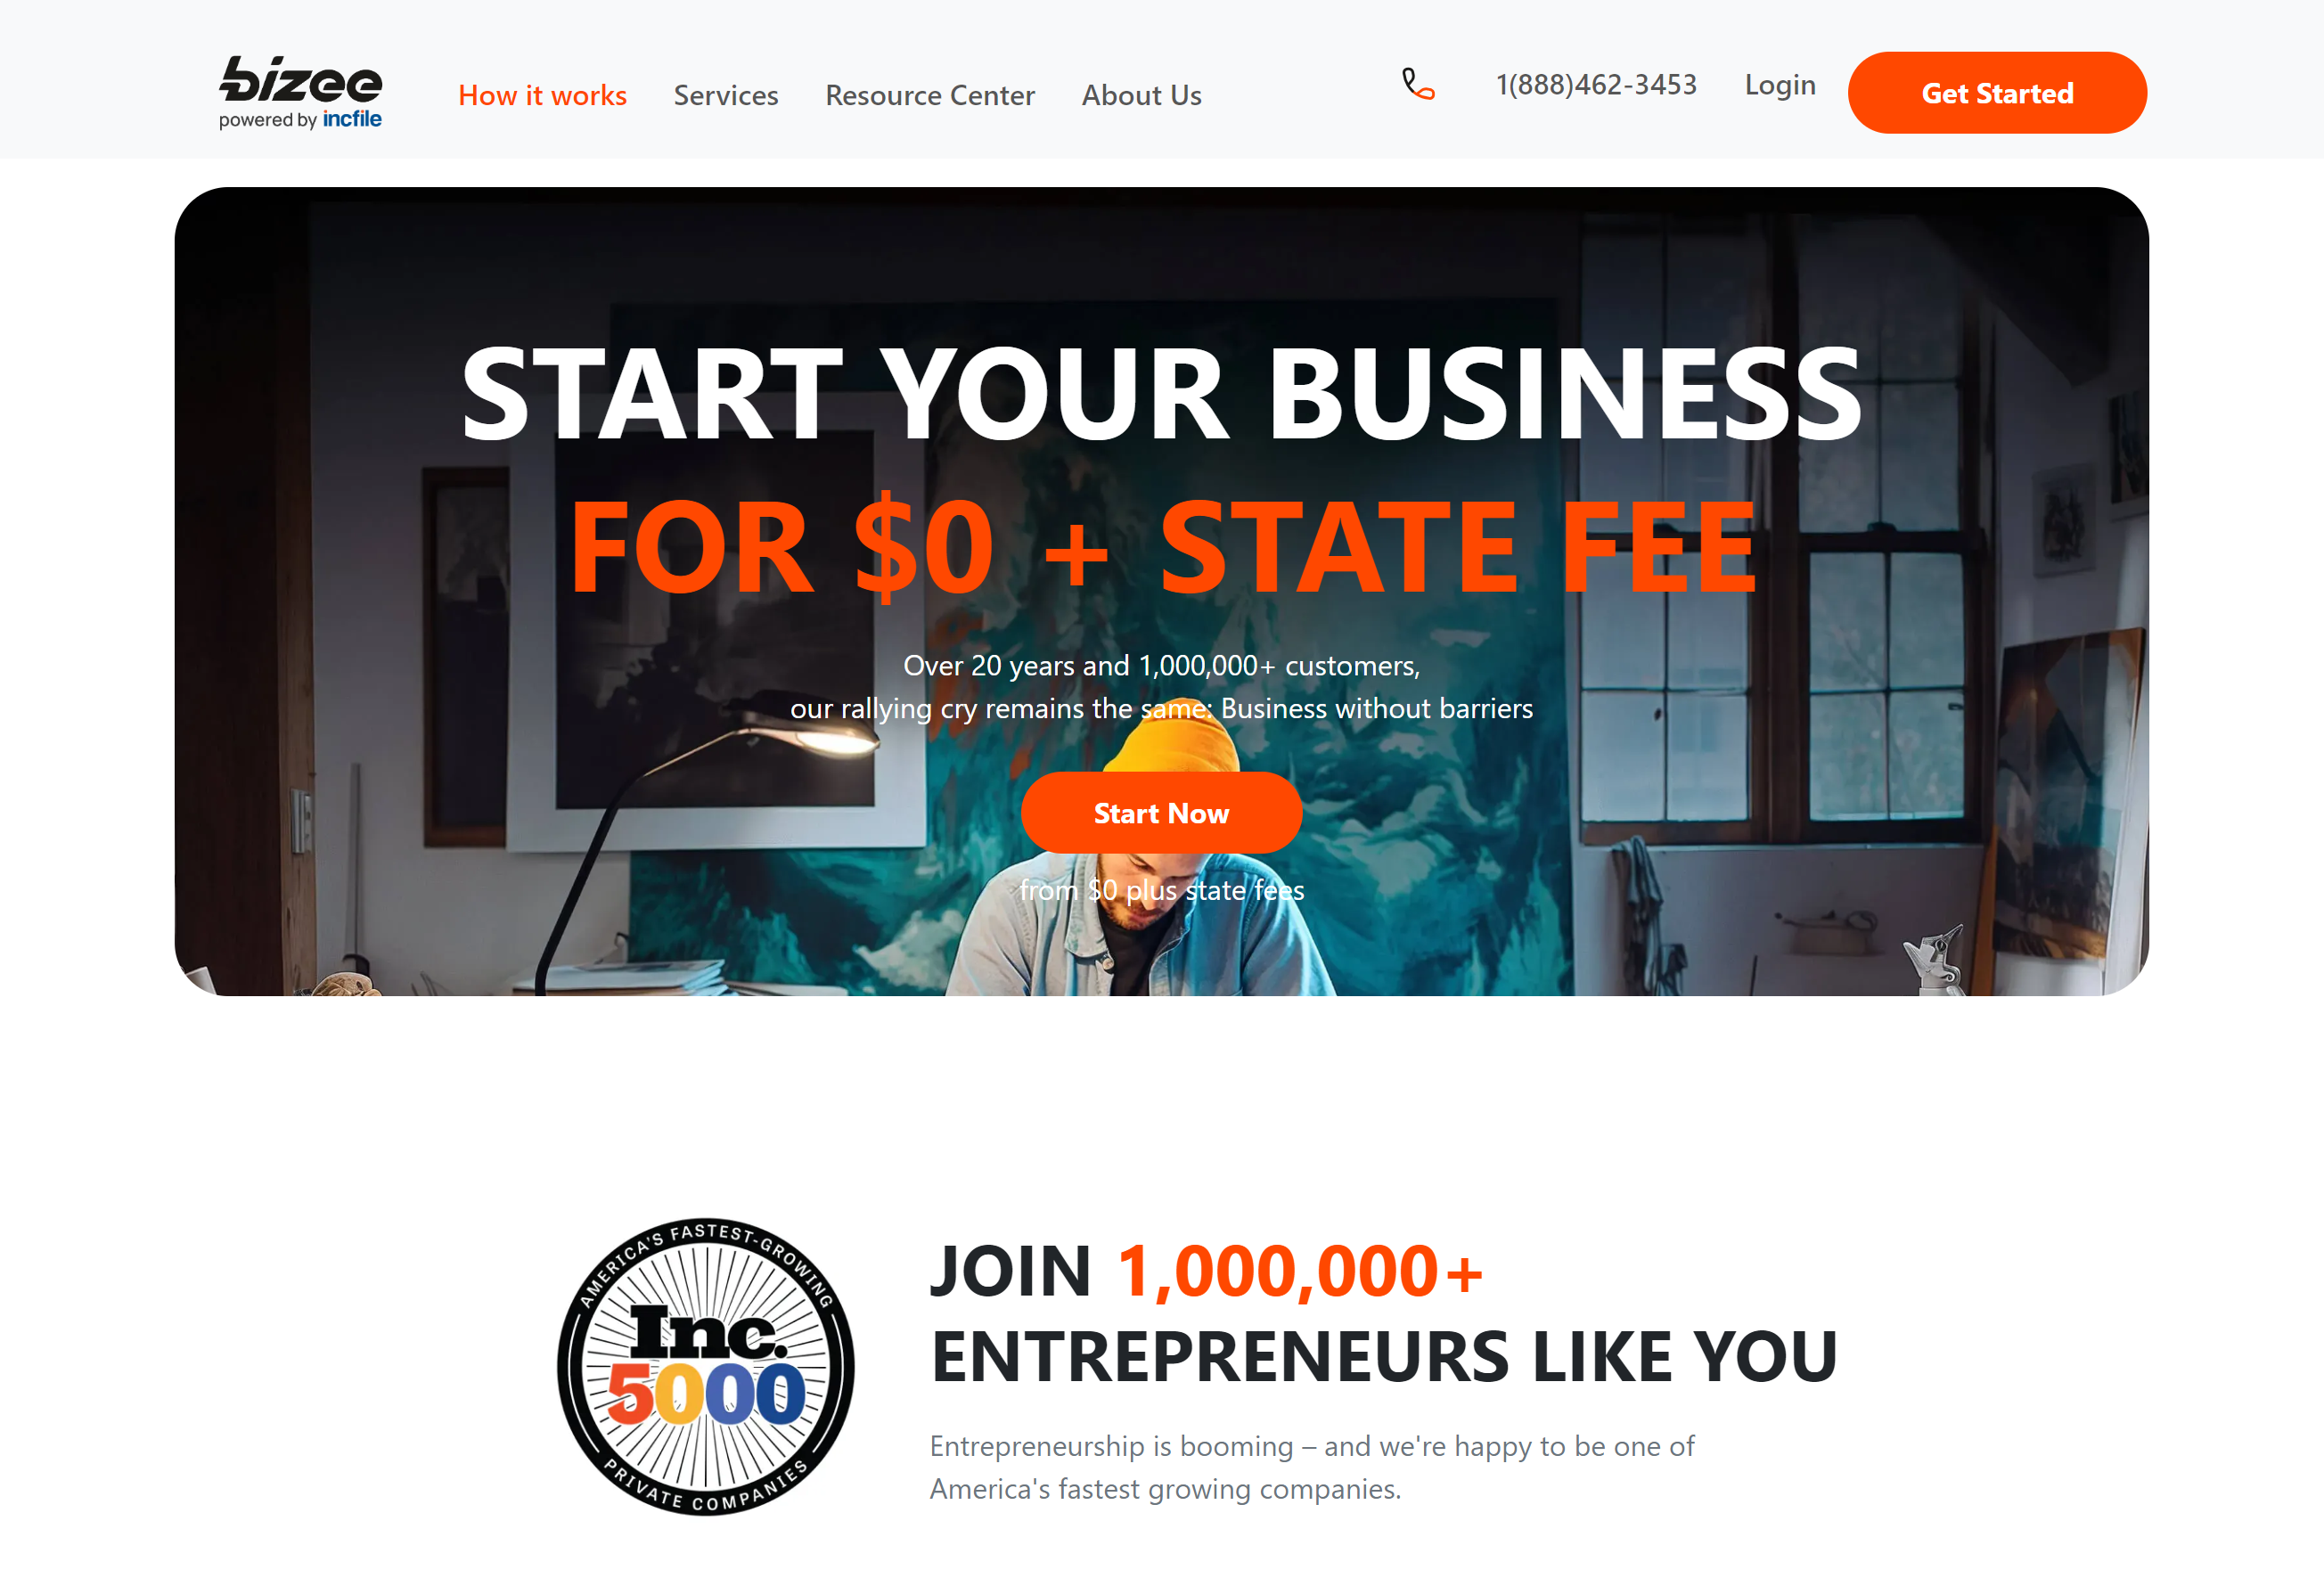 bizee
powered by incfile
How it works
Services
Resource Center
About Us
1(888)462-3453
Login
Get Started
START YOUR BUSINESS
FOR $0 + STATE FEE
Over 20 years and 1,000,000+ customers,
our rallying cry remains the same: Business without barriers
Start Now
from $0 plus state fees
AMERICA'S FASTEST-GROWING
Inc.
5000
PRIVATE COMPANIES
JOIN 1,000,000+
ENTREPRENEURS LIKE YOU
Entrepreneurship is booming – and we're happy to be one of
America's fastest growing companies.